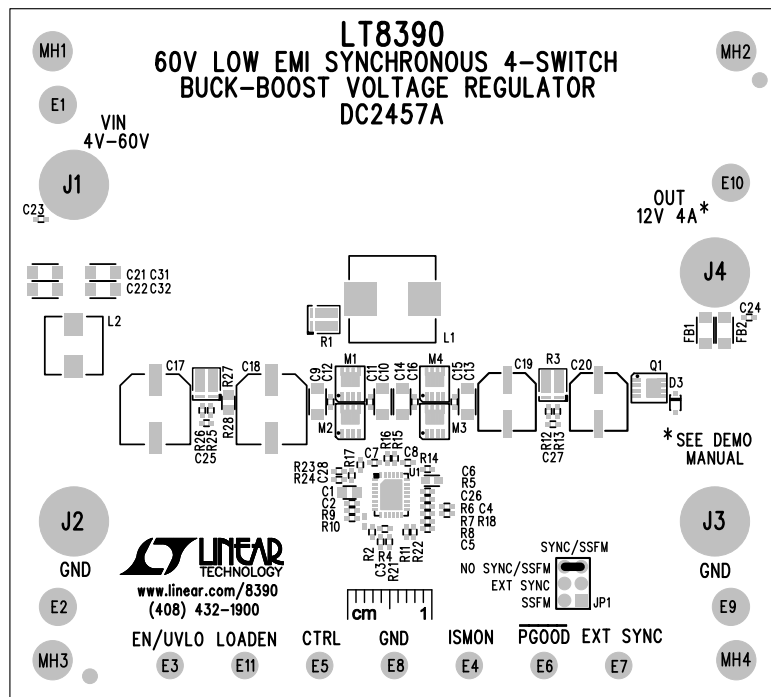 LT8390
60V LOW EMI SYNCHRONOUS 4-SWITCH
BUCK-BOOST VOLTAGE REGULATOR
DC2457A
MH1
MH2
E1
VIN
4V-60V
J1
E10
OUT
12V 4A*
C23
J4
C21 C31
C22 C32
L2
R1
L1
C24
FB1
FB2
C17
R27
R28
C18
C9
C12
M1
C11
C10
C14
C16
M4
C15
C13
C19
R3
C20
Q1
D3
M2
M3
R26
R25
C25
R12
R13
C27
*SEE DEMO
MANUAL
R16
R15
R23
R24
C28
R17
C7
C8
U1
R14
C1
C2
R9
R10
C6
R5
C26
R6 C4
R7 R18
R8
C5
R2
C3
R4
R21
R11
R22
J2
J3
GND
GND
LINEAR
TECHNOLOGY
www.linear.com/8390
(408) 432-1900
SYNC/SSFM
NO SYNC/SSFM
EXT SYNC
SSFM
JP1
cm 1
E2
E9
EN/UVLO LOADEN CTRL GND ISMON PGOOD EXT SYNC
MH3
E3 E11 E5 E8 E4 E6 E7
MH4